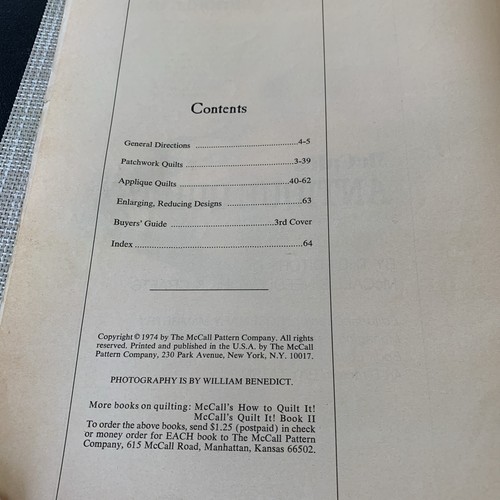 Contents
General Directions ........................................4-5
Patchwork Quilts ..........................................3-39
Applique Quilts ...........................................40-62
Enlarging, Reducing Designs ............................63
Buyers' Guide ........................................3rd Cover
Index ............................................................64
Copyright © 1974 by The McCall Pattern Company. All rights
reserved. Printed and published in the U.S.A. by The McCall
Pattern Company, 230 Park Avenue, New York, N.Y. 10017.
PHOTOGRAPHY IS BY WILLIAM BENEDICT.
More books on quilting: McCall's How to Quilt It!
McCall's Quilt It! Book II
To order the above books, send $1.25 (postpaid) in check
or money order for EACH book to The McCall Pattern
Company, 615 McCall Road, Manhattan, Kansas 66502.